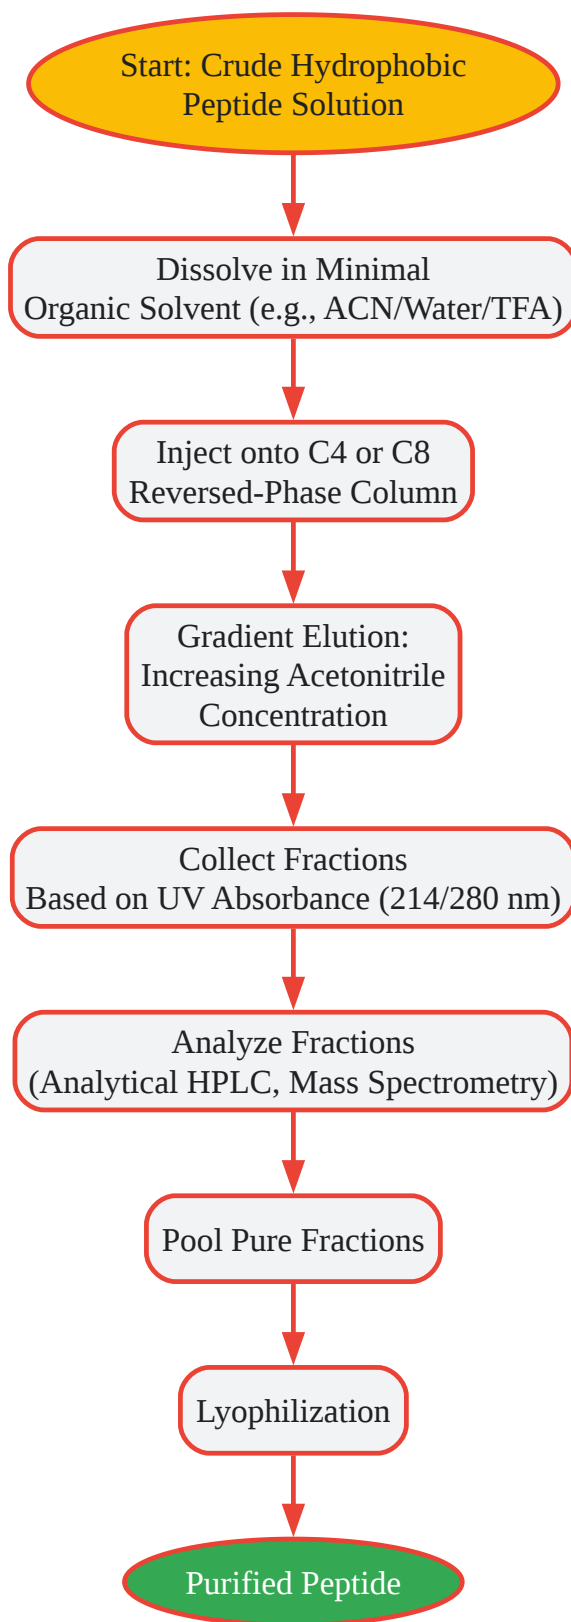 Start: Crude Hydrophobic
Peptide Solution
Dissolve in Minimal
Organic Solvent (e.g., ACN/Water/TFA)
Inject onto C4 or C8
Reversed-Phase Column
Gradient Elution:
Increasing Acetonitrile
Concentration
Collect Fractions
Based on UV Absorbance (214/280 nm)
Analyze Fractions
(Analytical HPLC, Mass Spectrometry)
Pool Pure Fractions
Lyophilization
Purified Peptide